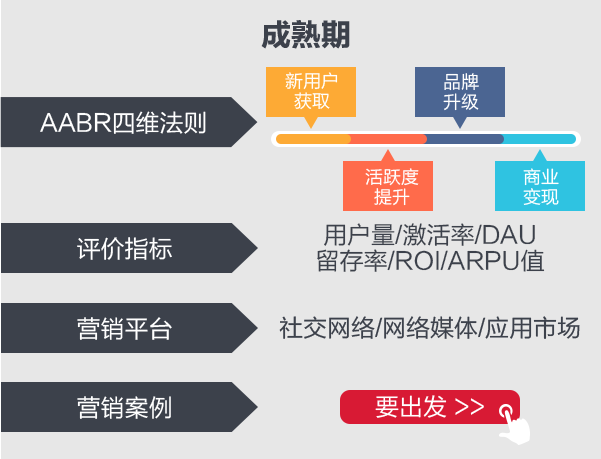 成熟期
AABR四维法则
新用户
获取
品牌
升级
活跃度
提升
商业
变现
评价指标
用户量/激活率/DAU
留存率/ROI/ARPU值
营销平台
社交网络/网络媒体/应用市场
营销案例
要出发 >>